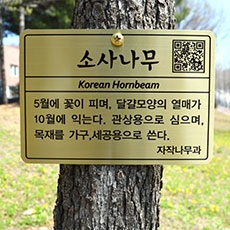 소사나무
Korean Hornbeam
5월에 꽃이 피며, 달걀모양의 열매가
10월에 익는다. 관상용으로 심으며,
목재를 가구,세공용으로 쓴다.
자작나무과